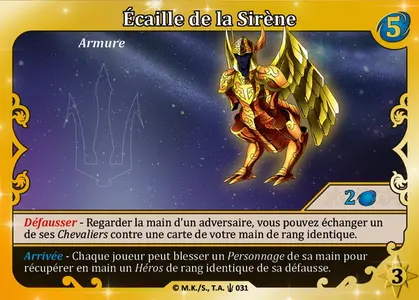 Écaille de la Sirène
5
Armure
2
Défausser - Regarder la main d'un adversaire, vous pouvez échanger un
de ses Chevaliers contre une carte de votre main de rang identique.
Arrivée - Chaque joueur peut blesser un Personnage de sa main pour
récupérer en main un Héros de rang identique de sa défausse.
3
© M.K./S., T.A. 031